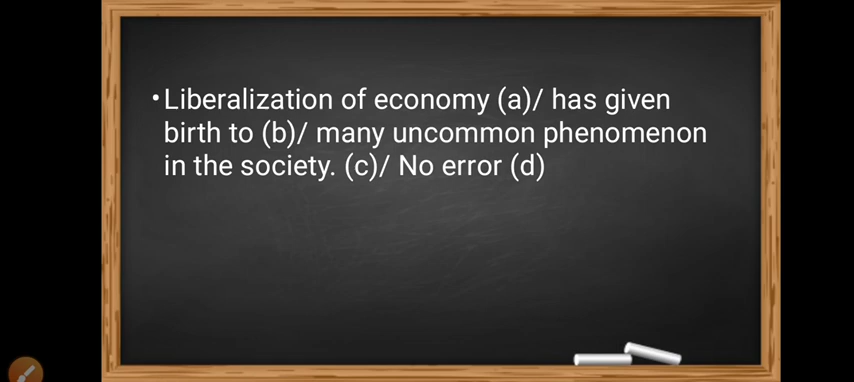 •Liberalization of economy (a)/ has given
birth to (b)/ many uncommon phenomenon
in the society. (c)/ No error (d)